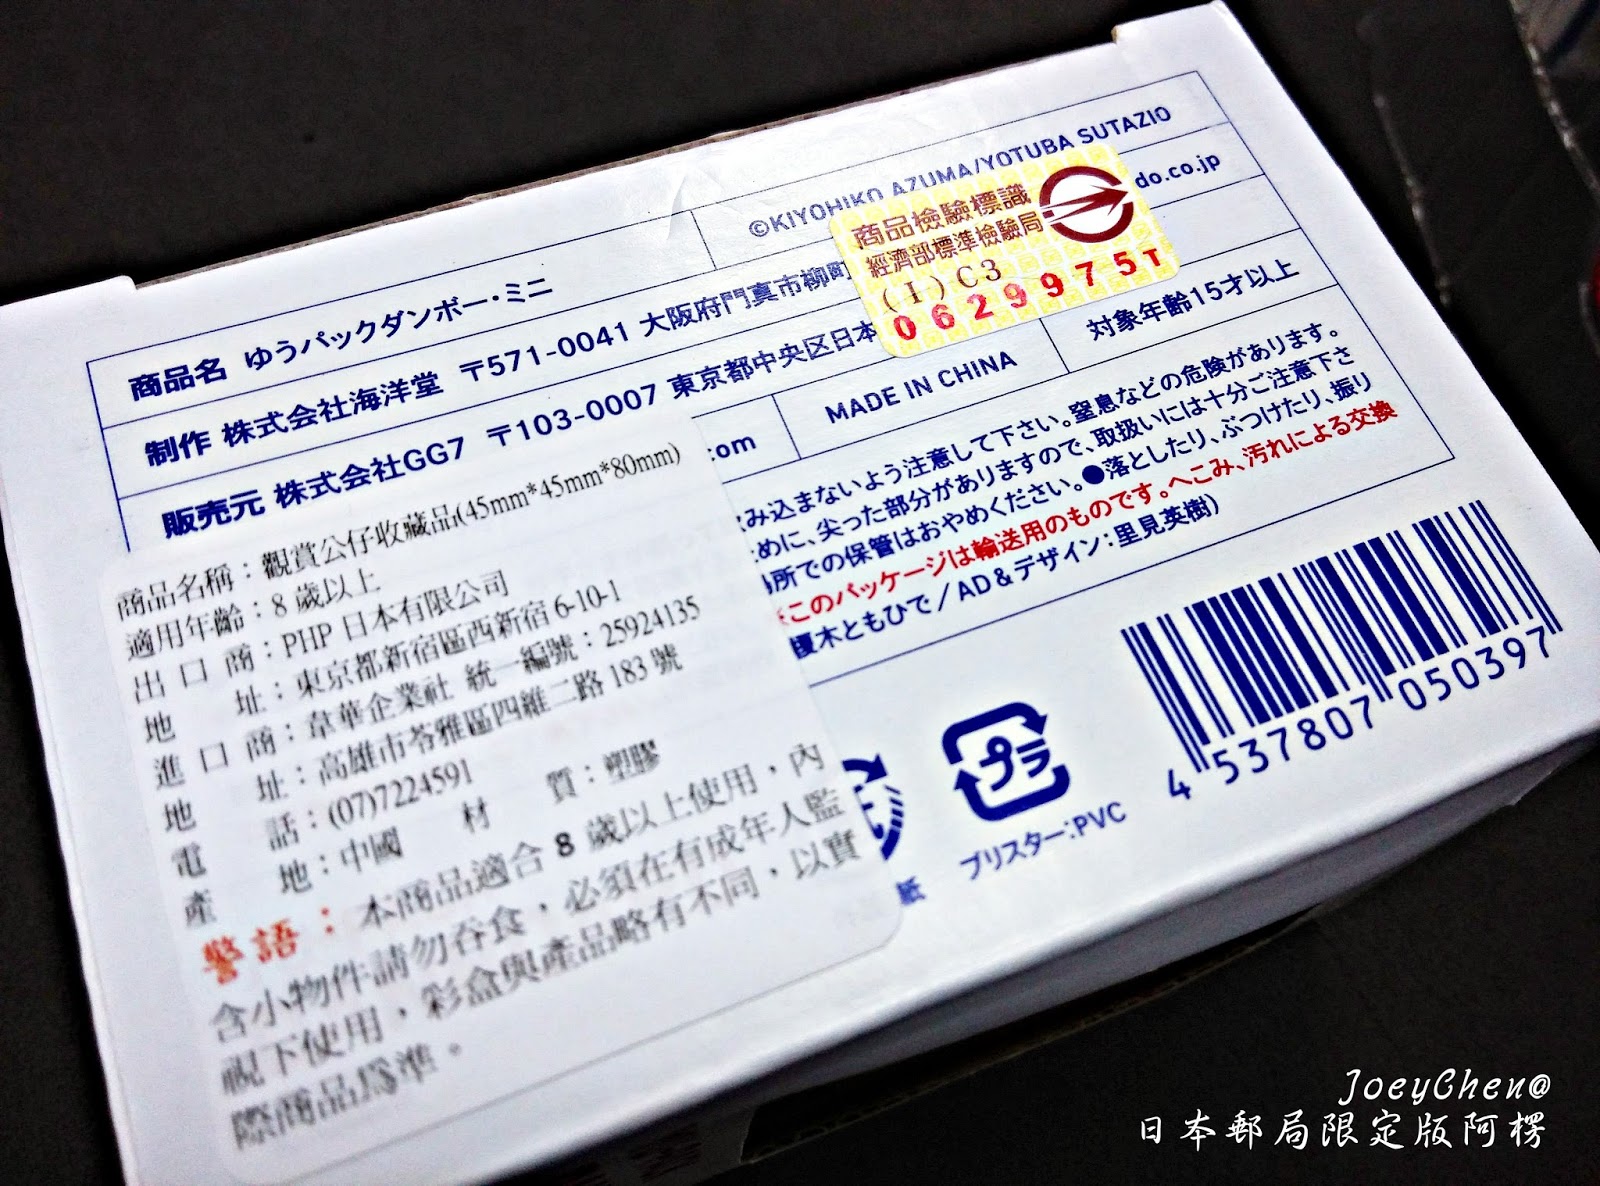 ©KIYOHIKO AZUMA/YOTUBA SUTAZIO
商品名 ゆうパックダンボー・ミニ
do.co.jp
制作 株式会社海洋堂 〒571-0041 大阪府門真市柳町
販売元 株式会社GG7 〒103-0007 東京都中央区日本
.com
MADE IN CHINA
対象年齢15才以上
商品檢驗標識
經濟部標準檢驗局
(I)C3
0629975T
み込まないよう注意して下さい。窒息などの危険があります。
めに、尖った部分がありますので、取扱いには十分ご注意下さ
所での保管はおやめください。●落としたり、ぶつけたり、振り
このパッケージは輸送用のものです。へこみ、汚れによる交換
榎木ともひで/AD&デザイン:里見英樹)
商品名稱:觀賞公仔收藏品(45mm*45mm*80mm)
適用年齡:8 歲以上
出口商:PHP 日本有限公司
地址:東京都新宿區西新宿 6-10-1
進口商:韋華企業社 統一編號:25924135
地址:高雄市苓雅區四維二路 183 號
電話:(07)7224591
產地:中國 材質:塑膠
警語:本商品適合 8 歲以上使用,內
含小物件請勿吞食,必須在有成年人監
視下使用,彩盒與產品略有不同,以實
際商品為準。
紙
プラ
ブリスター:PVC
4 537807 050397
JoeyChen@
日本郵局限定版阿楞